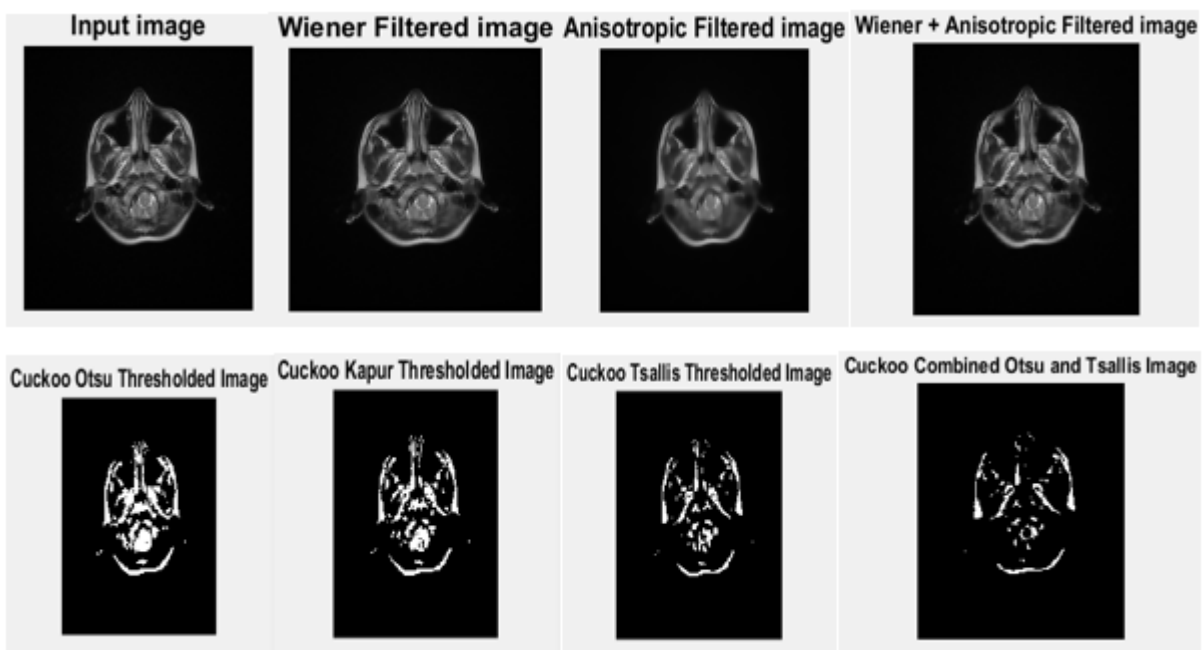 Input image
Wiener Filtered image
Anisotropic Filtered image
Wiener + Anisotropic Filtered image
Cuckoo Otsu Thresholded Image
Cuckoo Kapur Thresholded Image
Cuckoo Tsallis Thresholded Image
Cuckoo Combined Otsu and Tsallis Image